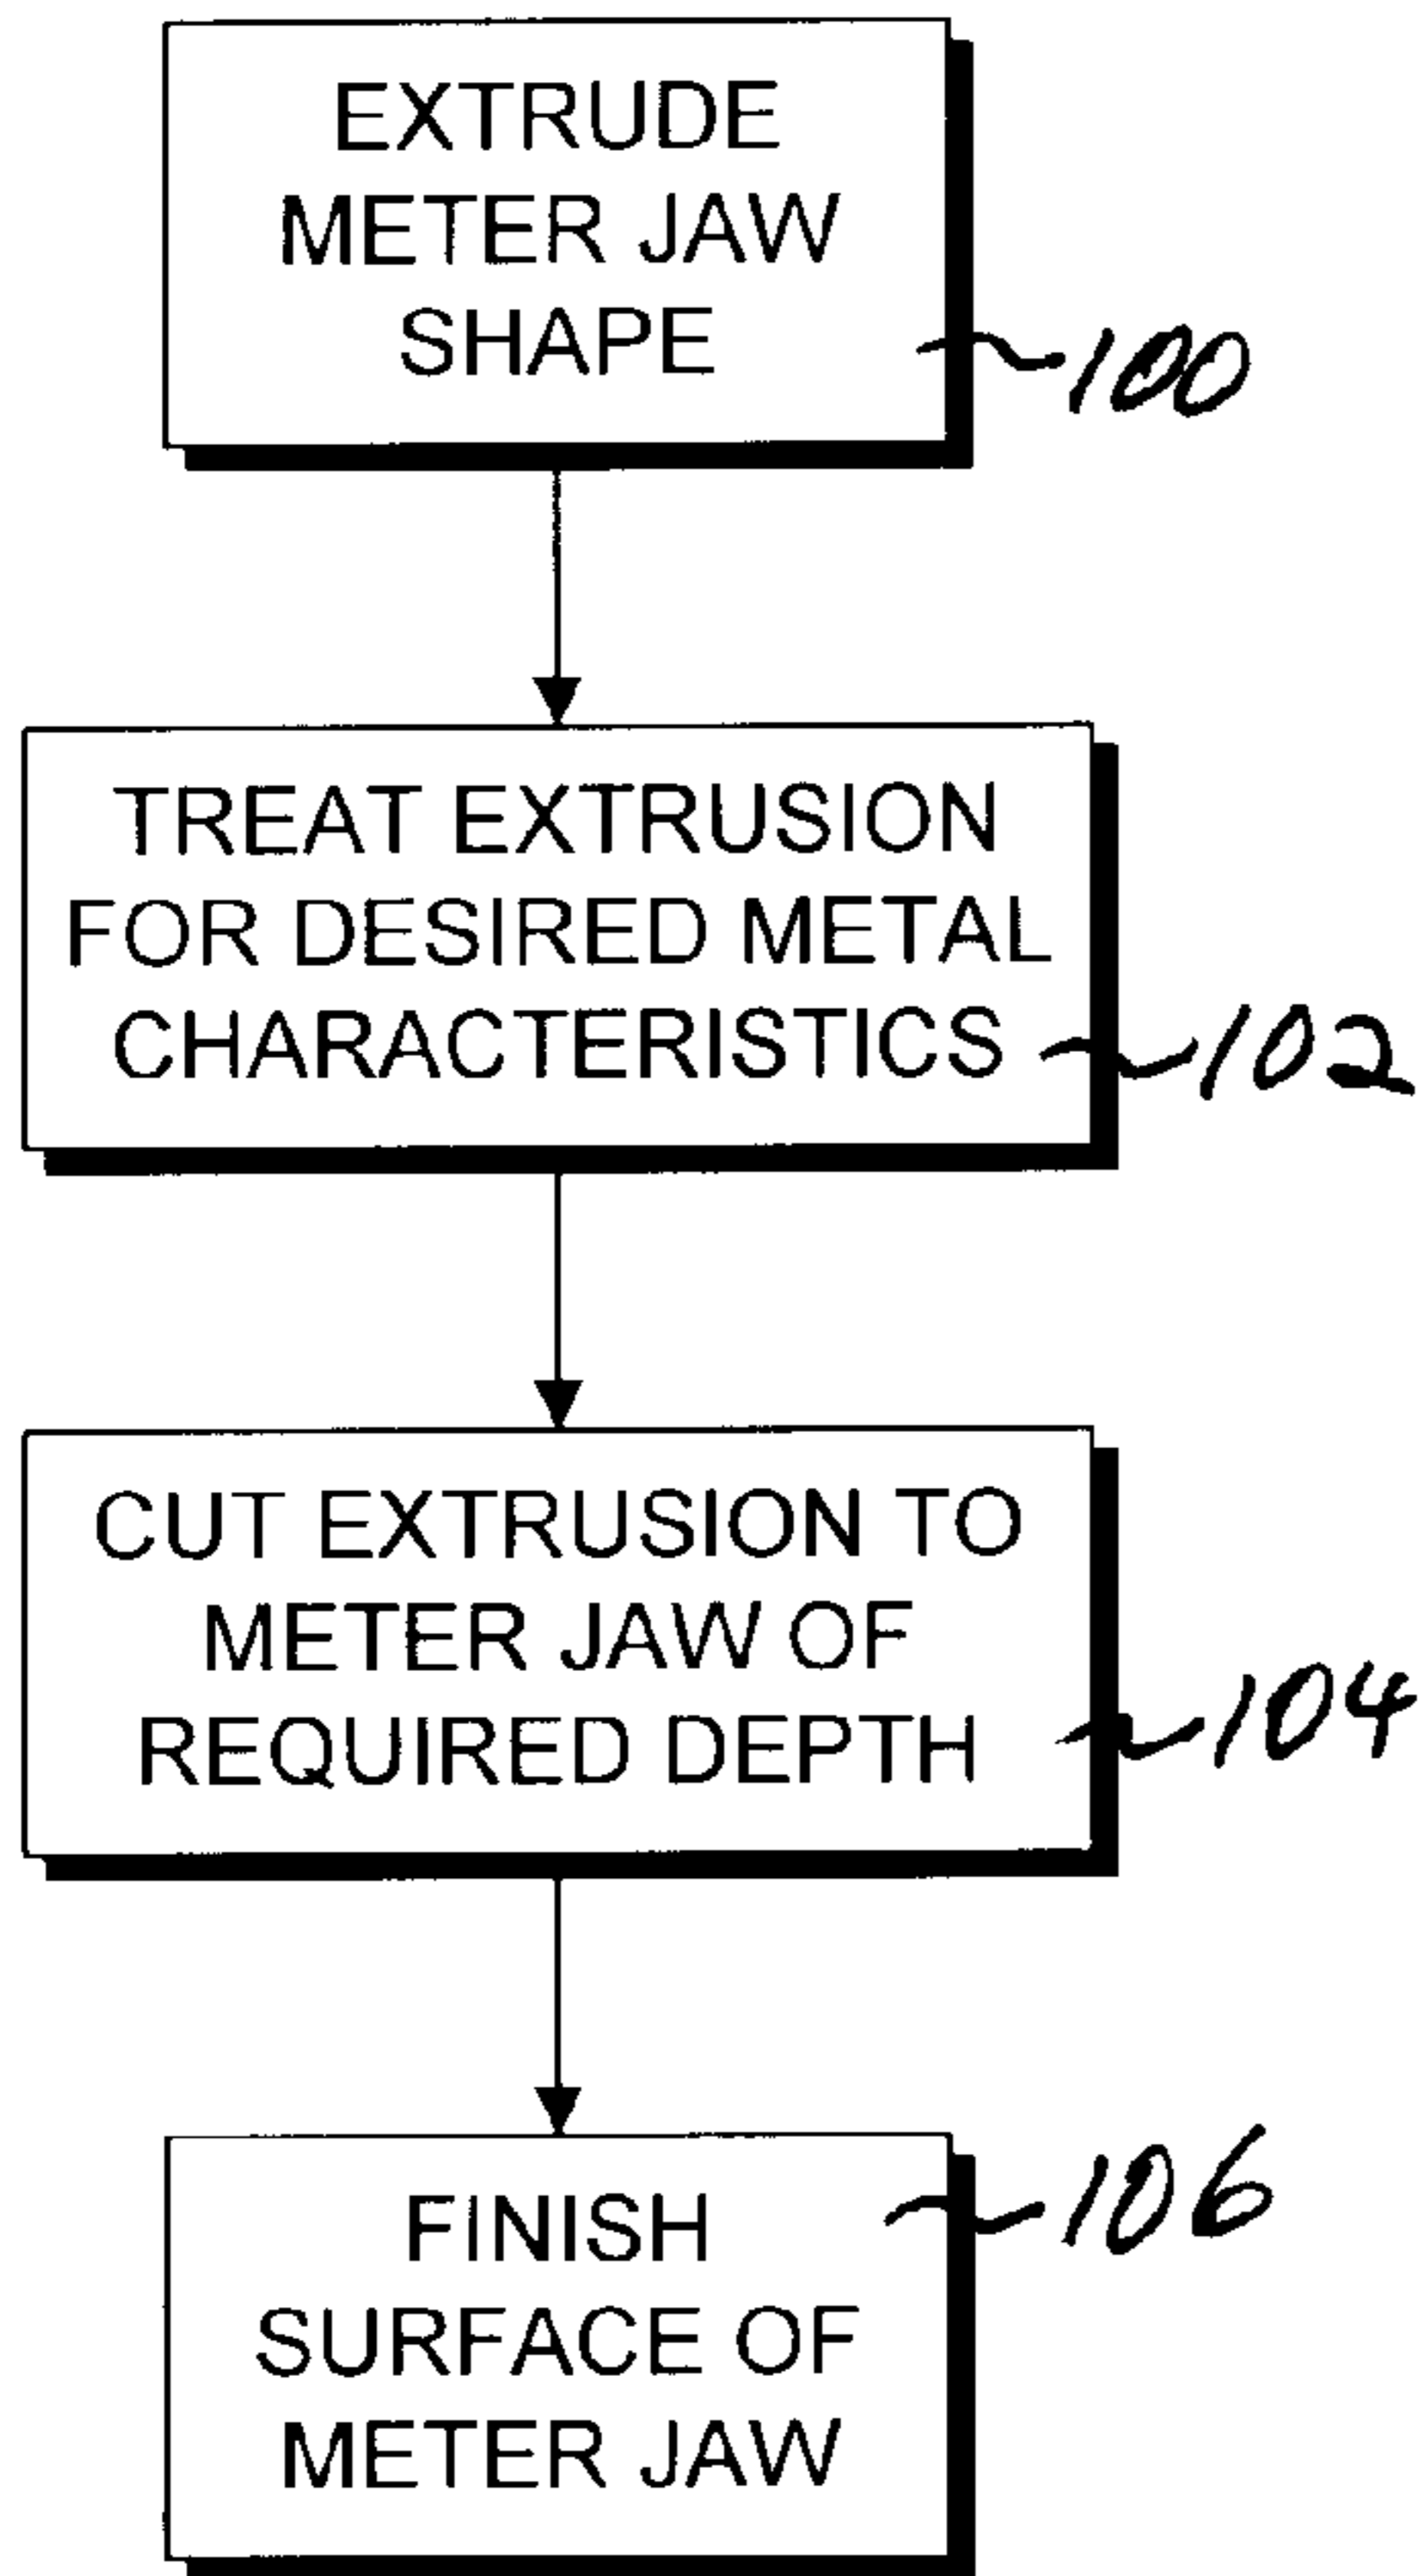 EXTRUDE
METER JAW
SHAPE
100
TREAT EXTRUSION
FOR DESIRED METAL
CHARACTERISTICS
102
CUT EXTRUSION TO
METER JAW OF
REQUIRED DEPTH
104
FINISH
SURFACE OF
METER JAW
106